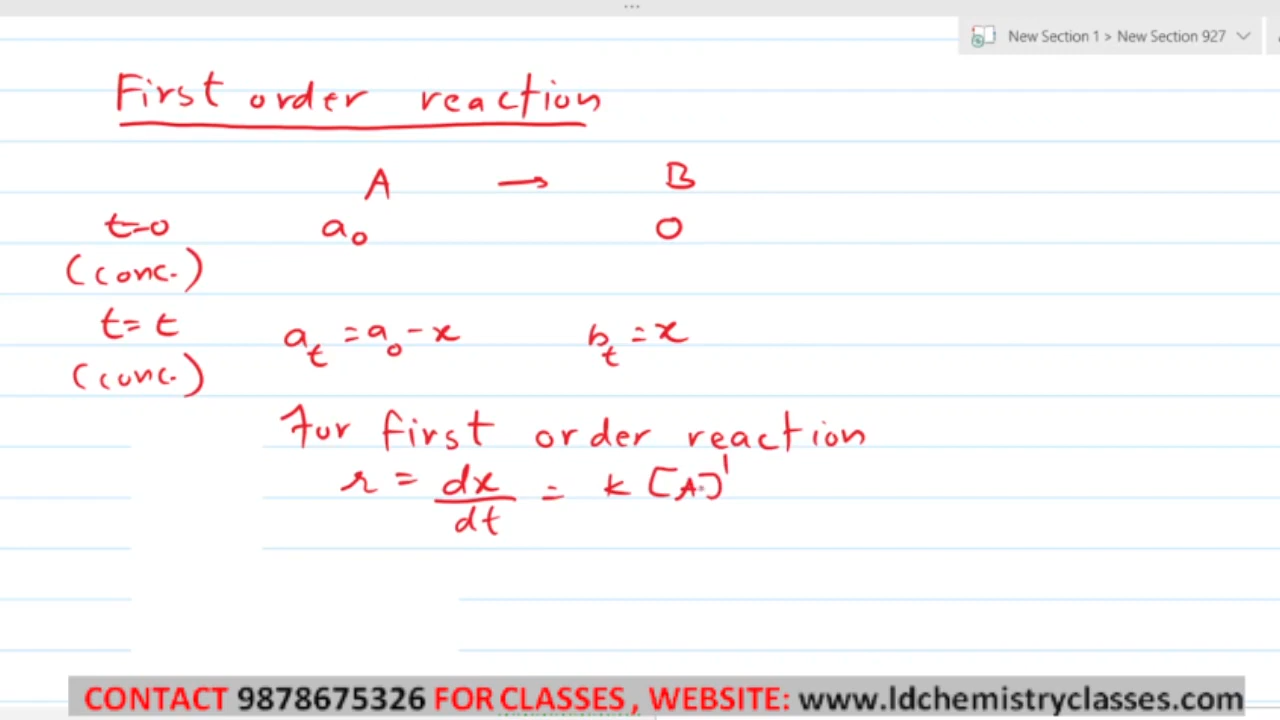 New Section 1 > New Section 927
First order reaction
A → B
t=0 a₀ 0
(conc.)
t=t aₜ = a₀ - x bₜ = x
(conc.)
For first order reaction
r = dx/dt = k [A]¹
CONTACT 9878675326 FOR CLASSES , WEBSITE: www.ldchemistryclasses.com